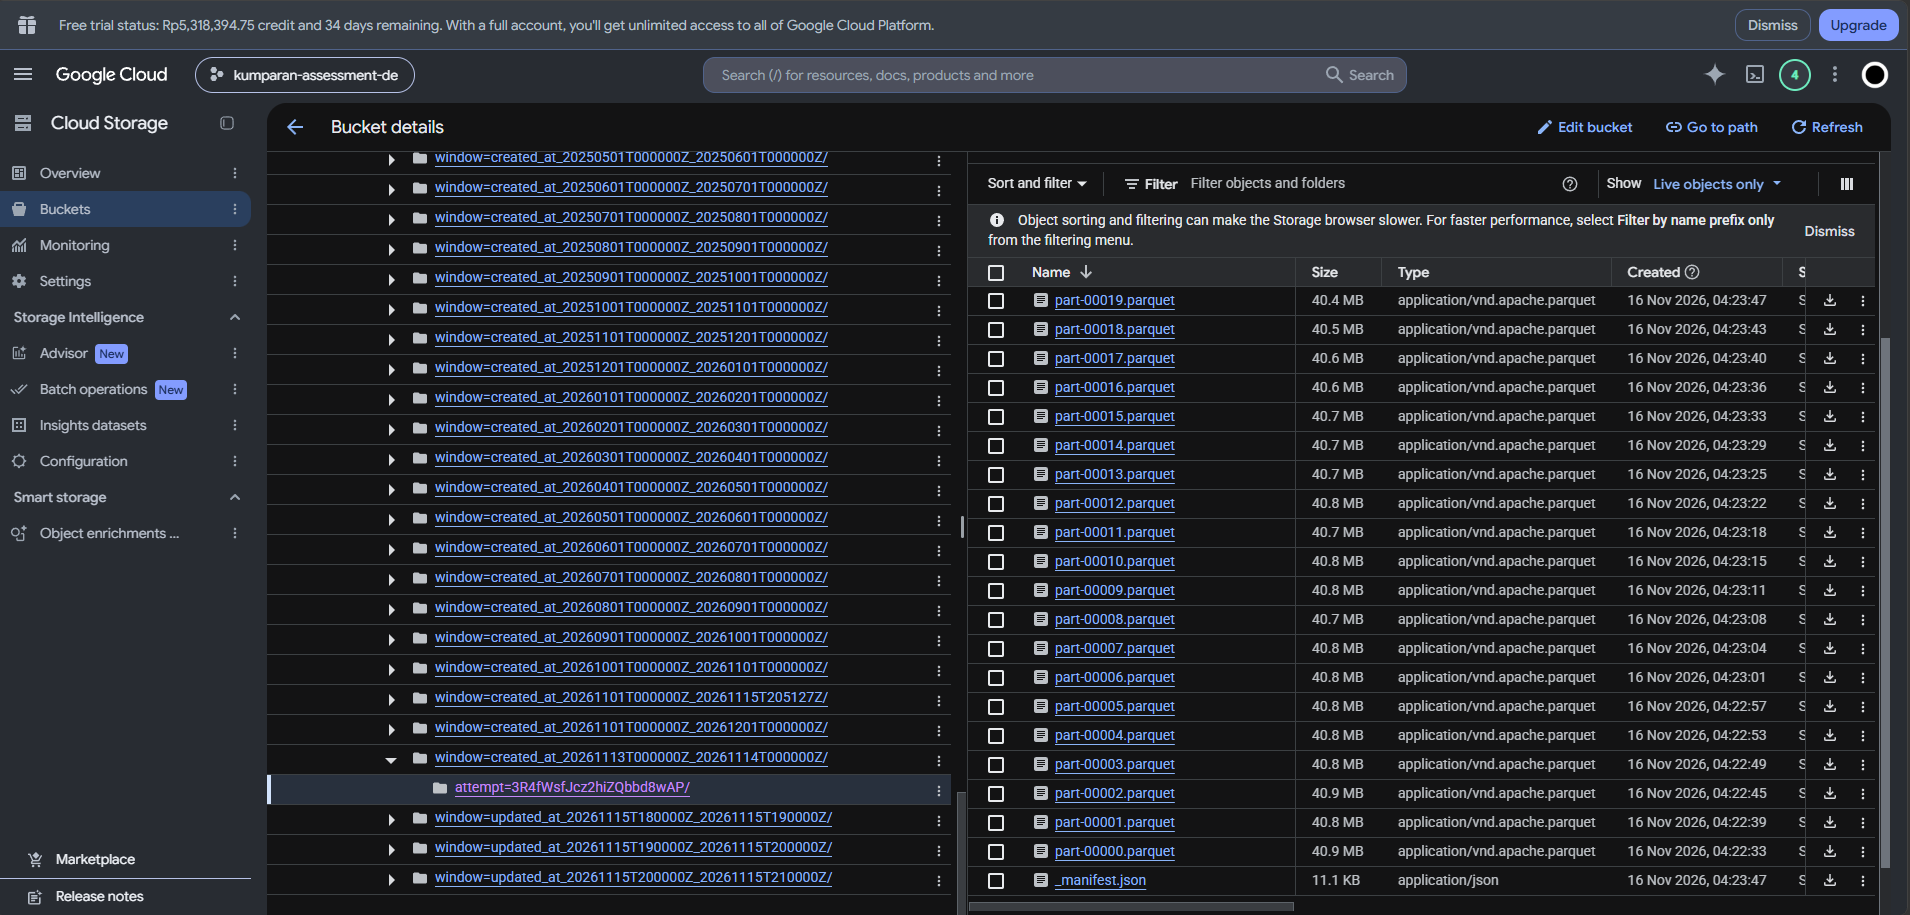 Free trial status: Rp5,318,394.75 credit and 34 days remaining. With a full account, you'll get unlimited access to all of Google Cloud Platform.
Dismiss
Upgrade
Google Cloud
kumparan-assessment-de
Search (/) for resources, docs, products and more
Search
4
Cloud Storage
Overview
Buckets
Monitoring
Settings
Storage Intelligence
Advisor New
Batch operations New
Insights datasets
Configuration
Smart storage
Object enrichments ...
Marketplace
Release notes
Bucket details
Edit bucket
Go to path
Refresh
window=created_at_20250501T000000Z_20250601T000000Z/
window=created_at_20250601T000000Z_20250701T000000Z/
window=created_at_20250701T000000Z_20250801T000000Z/
window=created_at_20250801T000000Z_20250901T000000Z/
window=created_at_20250901T000000Z_20251001T000000Z/
window=created_at_20251001T000000Z_20251101T000000Z/
window=created_at_20251101T000000Z_20251201T000000Z/
window=created_at_20251201T000000Z_20260101T000000Z/
window=created_at_20260101T000000Z_20260201T000000Z/
window=created_at_20260201T000000Z_20260301T000000Z/
window=created_at_20260301T000000Z_20260401T000000Z/
window=created_at_20260401T000000Z_20260501T000000Z/
window=created_at_20260501T000000Z_20260601T000000Z/
window=created_at_20260601T000000Z_20260701T000000Z/
window=created_at_20260701T000000Z_20260801T000000Z/
window=created_at_20260801T000000Z_20260901T000000Z/
window=created_at_20260901T000000Z_20261001T000000Z/
window=created_at_20261001T000000Z_20261101T000000Z/
window=created_at_20261101T000000Z_20261115T205127Z/
window=created_at_20261101T000000Z_20261201T000000Z/
window=created_at_20261113T000000Z_20261114T000000Z/
attempt=3R4fWsfJcz2hiZQbbd8wAP/
window=updated_at_20261115T180000Z_20261115T190000Z/
window=updated_at_20261115T190000Z_20261115T200000Z/
window=updated_at_20261115T200000Z_20261115T210000Z/
Sort and filter
Filter Filter objects and folders
Show Live objects only
Object sorting and filtering can make the Storage browser slower. For faster performance, select Filter by name prefix only
from the filtering menu.
Dismiss
Name Size Type Created S
part-00019.parquet 40.4 MB application/vnd.apache.parquet 16 Nov 2026, 04:23:47 S
part-00018.parquet 40.5 MB application/vnd.apache.parquet 16 Nov 2026, 04:23:43 S
part-00017.parquet 40.6 MB application/vnd.apache.parquet 16 Nov 2026, 04:23:40 S
part-00016.parquet 40.6 MB application/vnd.apache.parquet 16 Nov 2026, 04:23:36 S
part-00015.parquet 40.7 MB application/vnd.apache.parquet 16 Nov 2026, 04:23:33 S
part-00014.parquet 40.7 MB application/vnd.apache.parquet 16 Nov 2026, 04:23:29 S
part-00013.parquet 40.7 MB application/vnd.apache.parquet 16 Nov 2026, 04:23:25 S
part-00012.parquet 40.8 MB application/vnd.apache.parquet 16 Nov 2026, 04:23:22 S
part-00011.parquet 40.7 MB application/vnd.apache.parquet 16 Nov 2026, 04:23:18 S
part-00010.parquet 40.8 MB application/vnd.apache.parquet 16 Nov 2026, 04:23:15 S
part-00009.parquet 40.8 MB application/vnd.apache.parquet 16 Nov 2026, 04:23:11 S
part-00008.parquet 40.7 MB application/vnd.apache.parquet 16 Nov 2026, 04:23:08 S
part-00007.parquet 40.8 MB application/vnd.apache.parquet 16 Nov 2026, 04:23:04 S
part-00006.parquet 40.8 MB application/vnd.apache.parquet 16 Nov 2026, 04:23:01 S
part-00005.parquet 40.8 MB application/vnd.apache.parquet 16 Nov 2026, 04:22:57 S
part-00004.parquet 40.8 MB application/vnd.apache.parquet 16 Nov 2026, 04:22:53 S
part-00003.parquet 40.8 MB application/vnd.apache.parquet 16 Nov 2026, 04:22:49 S
part-00002.parquet 40.9 MB application/vnd.apache.parquet 16 Nov 2026, 04:22:45 S
part-00001.parquet 40.8 MB application/vnd.apache.parquet 16 Nov 2026, 04:22:39 S
part-00000.parquet 40.9 MB application/vnd.apache.parquet 16 Nov 2026, 04:22:33 S
_manifest.json 11.1 KB application/json 16 Nov 2026, 04:23:47 S